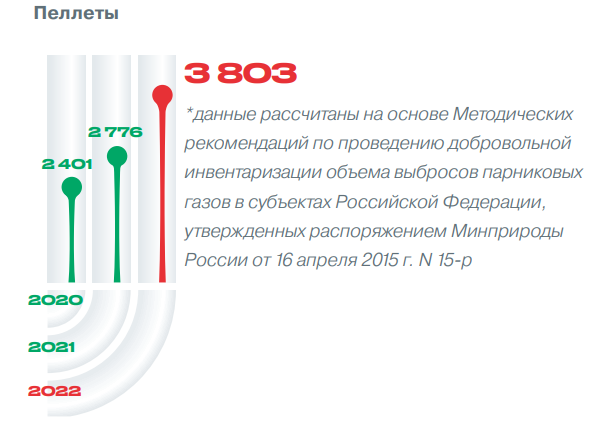 Пеллеты
3 803
2 776
2 401
*данные рассчитаны на основе Методических
рекомендаций по проведению добровольной
инвентаризации объема выбросов парниковых
газов в субъектах Российской Федерации,
утвержденных распоряжением Минприроды
России от 16 апреля 2015 г. N 15-р
2020
2021
2022